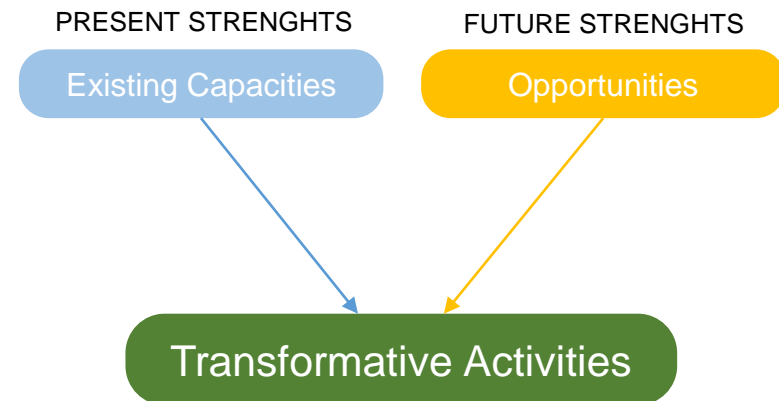 PRESENT STRENGHTS
FUTURE STRENGHTS
Existing Capacities
Opportunities
Transformative Activities